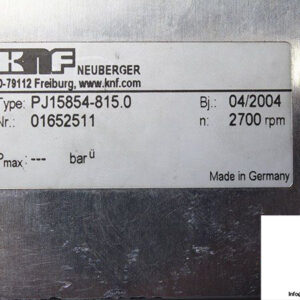 KNF NEUBERGER
D-79112 Freiburg, www.knf.com
Type: PJ15854-815.0 Bj.: 04/2004
Nr.: 01652511 n: 2700 rpm
Pmax: --- bar ü
Made in Germany